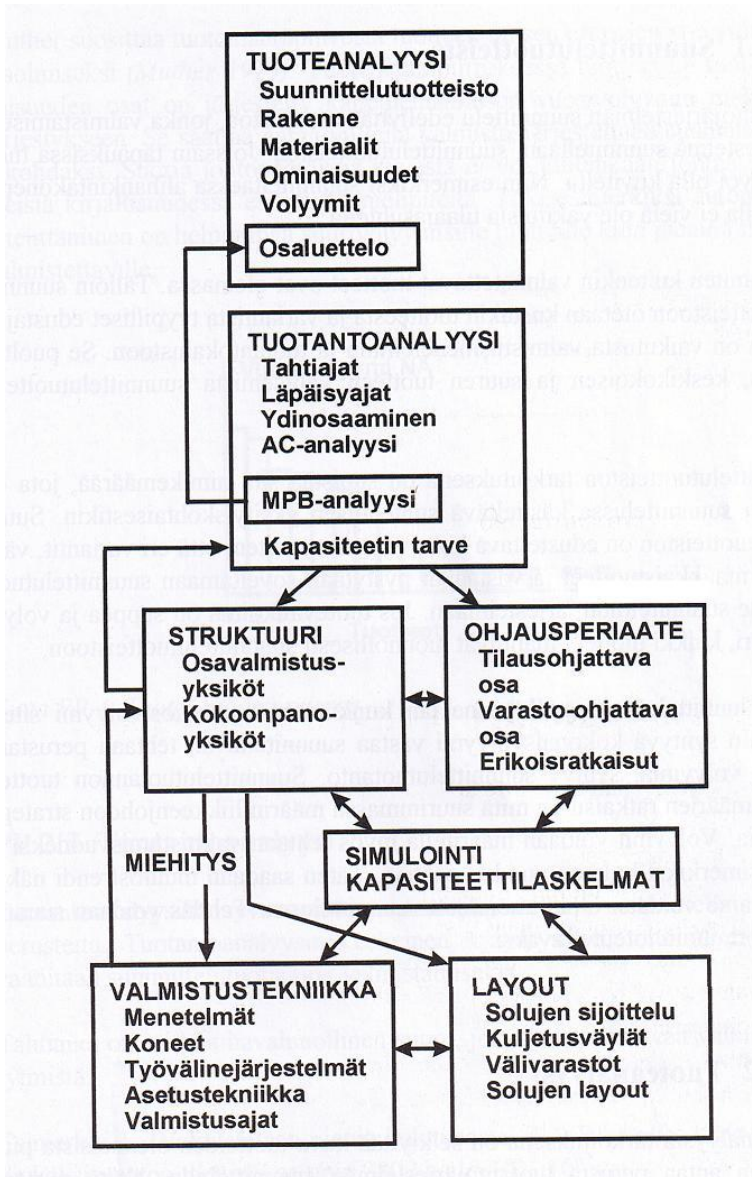 TUOTEANALYYSI
Suunnittelutuotteisto
Rakenne
Materiaalit
Ominaisuudet
Volyymit
Osaluettelo
TUOTANTOANALYYSI
Tahtiajat
Läpäisyajat
Ydinosaaminen
AC-analyysi
MPB-analyysi
Kapasiteetin tarve
STRUKTUURI
Osavalmistus-
yksiköt
Kokoonpano-
yksiköt
OHJAUSPERIAATE
Tilausohjattava
osa
Varasto-ohjattava
osa
Erikoisratkaisut
MIEHITYS
SIMULOINTI
KAPASITEETTILASKELMAT
VALMISTUSTEKNIIKKA
Menetelmät
Koneet
Työvälinejärjestelmät
Asetustekniikka
Valmistusajat
LAYOUT
Solujen sijoittelu
Kuljetusväylät
Välivarastot
Solujen layout